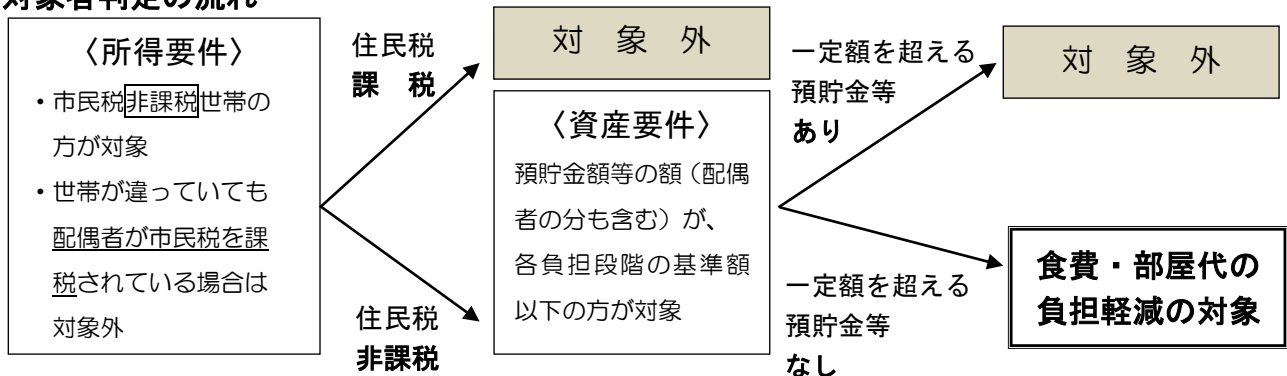 対象者判定の流れ
〈所得要件〉
・市民税非課税世帯の
方が対象
・世帯が違っていても
配偶者が市民税を課
税されている場合は
対象外
住民税
課　税
住民税
非課税
対　象　外
〈資産要件〉
預貯金額等の額（配偶
者の分も含む）が、
各負担段階の基準額
以下の方が対象
一定額を超える
預貯金等
あり
一定額を超える
預貯金等
なし
対　象　外
食費・部屋代の
負担軽減の対象